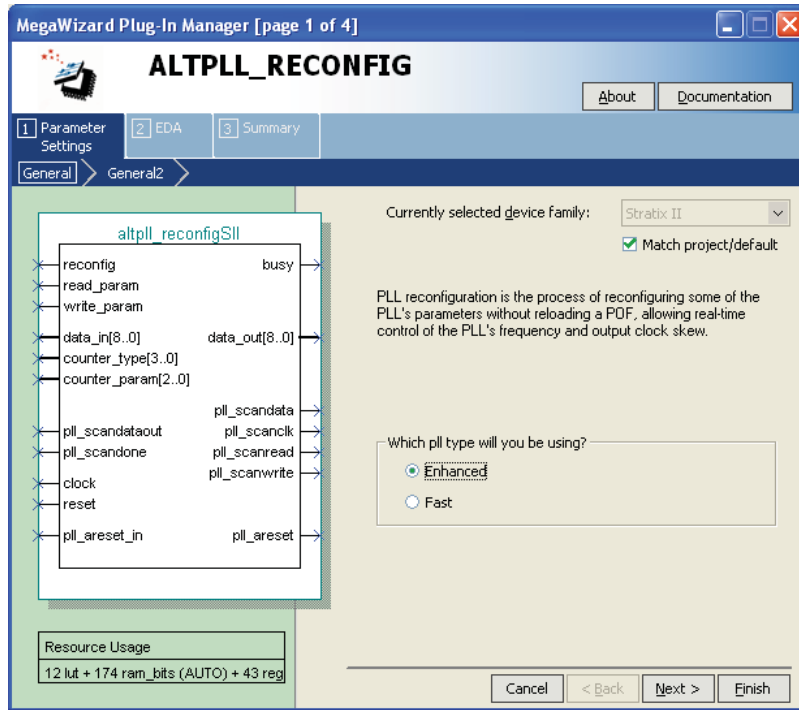 MegaWizard Plug-In Manager [page 1 of 4]
ALTPLL_RECONFIG
About
Documentation
1 Parameter Settings
2 EDA
3 Summary
General
General2
altpll_reconfigSII
reconfig
busy
read_param
write_param
data_in[8..0]
data_out[8..0]
counter_type[3..0]
counter_param[2..0]
pll_scandata
pll_scandataout
pll_scanclk
pll_scandone
pll_scanread
pll_scanwrite
clock
reset
pll_areset_in
pll_areset
Resource Usage
12 lut + 174 ram_bits (AUTO) + 43 reg
Currently selected device family:
Stratix II
Match project/default
PLL reconfiguration is the process of reconfiguring some of the
PLL's parameters without reloading a POF, allowing real-time
control of the PLL's frequency and output clock skew.
Which pll type will you be using?
Enhanced
Fast
Cancel
< Back
Next >
Finish